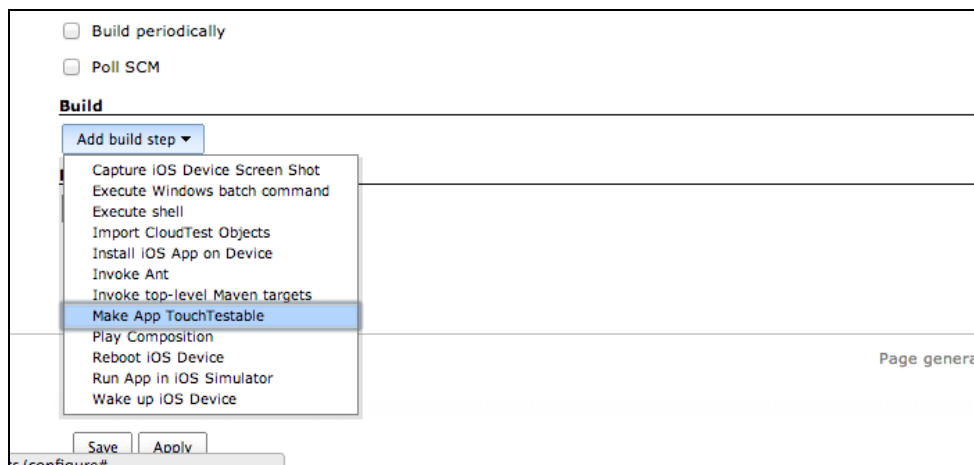 Build periodically
Poll SCM
Build
Add build step
Capture iOS Device Screen Shot
Execute Windows batch command
Execute shell
Import CloudTest Objects
Install iOS App on Device
Invoke Ant
Invoke top-level Maven targets
Make App TouchTestable
Play Composition
Reboot iOS Device
Page genera
Run App in iOS Simulator
Wake up iOS Device
Save Apply
/configure#